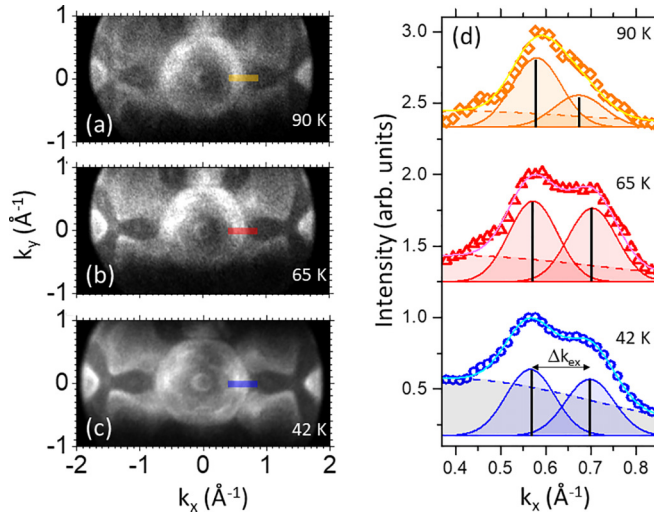 1
0
-1
(a)
90 K
1
0
-1
(b)
65 K
1
0
-1
(c)
42 K
k_y (Å⁻¹)
-2 -1 0 1 2
k_x (Å⁻¹)
(d)
90 K
65 K
42 K
Δk_ex
3.0
2.5
2.0
1.5
1.0
0.5
Intensity (arb. units)
0.4 0.5 0.6 0.7 0.8
k_x (Å⁻¹)